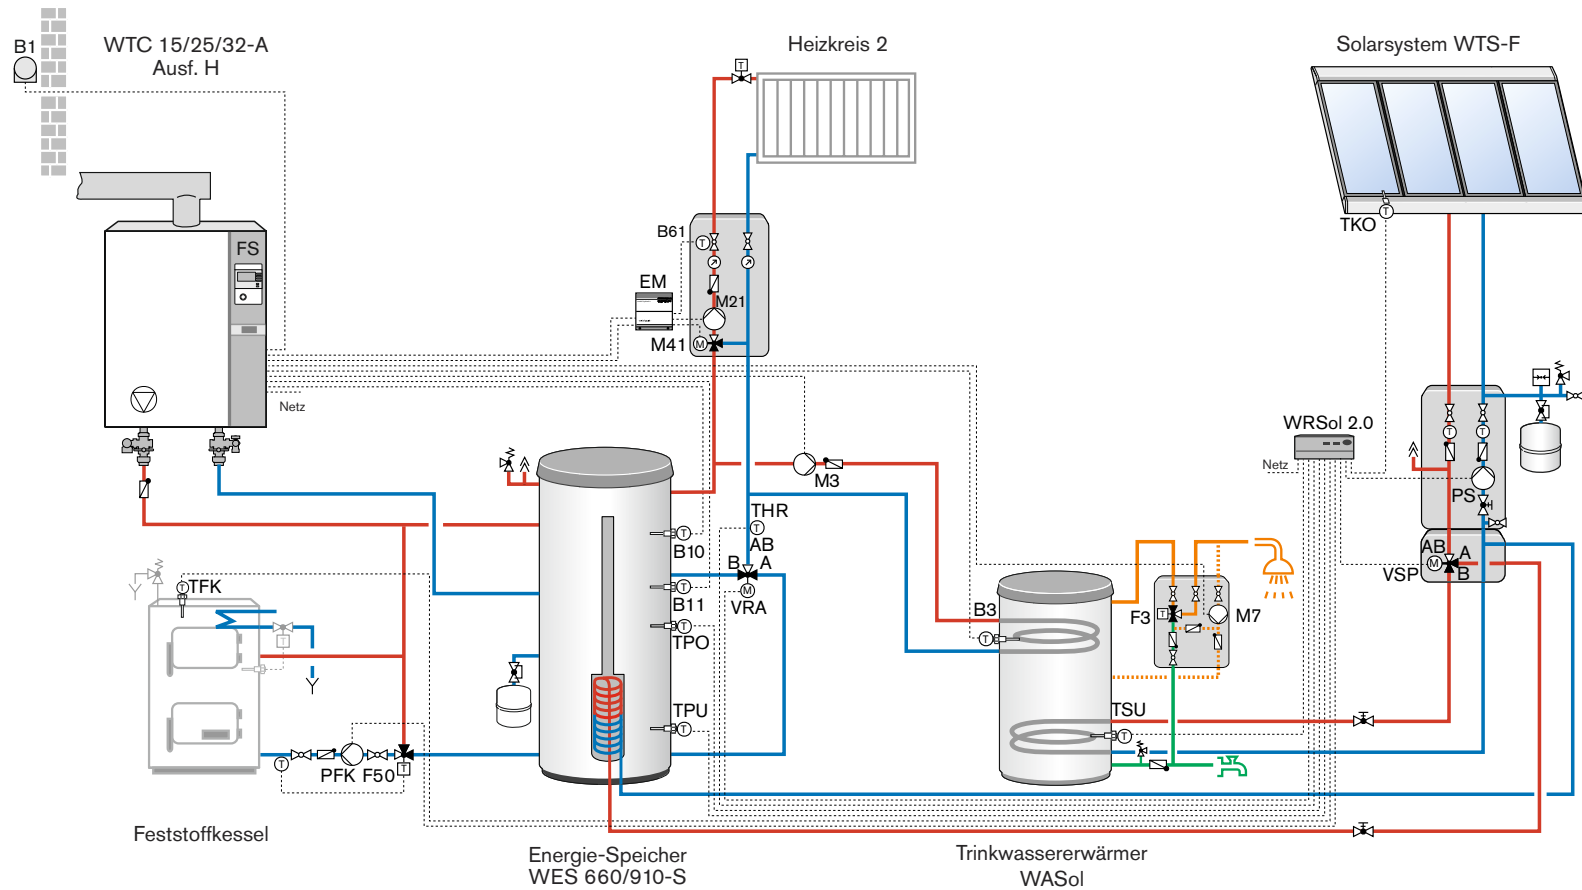 B1
WTC 15/25/32-A
Ausf. H
Heizkreis 2
Solarsystem WTS-F
T
TKO
T
FS
B61
T
EM
M21
M41
M
Netz
WRSol 2.0
Netz
T
T
PS
M3
THR
T
AB
B
A
B10
T
B11
T
M
VRA
TPO
T
TPU
T
AB
A
VSP
M
B
TFK
T
T
B3
T
F3
T
M7
TSU
T
PFK
F50
T
T
Feststoffkessel
Energie-Speicher
WES 660/910-S
Trinkwassererwärmer
WASol